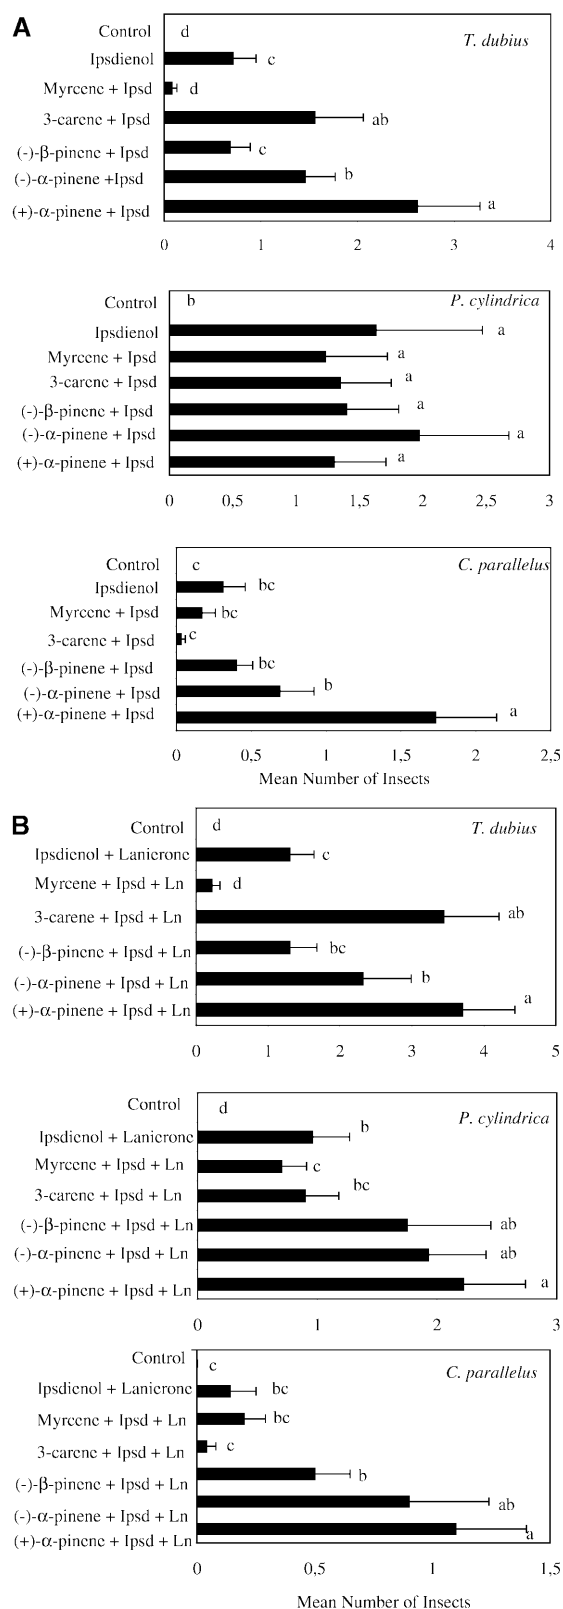 A
Control d
T. dubius
Ipsdienol c
Myrcene + Ipsd d
3-carene + Ipsd ab
(-)-β-pinene + Ipsd c
(-)-α-pinene +Ipsd b
(+)-α-pinene + Ipsd a
0 1 2 3 4
Control b P. cylindrica
Ipsdienol a
Myrcene + Ipsd a
3-carene + Ipsd a
(-)-β-pinene + Ipsd a
(-)-α-pinene + Ipsd a
(+)-α-pinene + Ipsd a
0 0,5 1 1,5 2 2,5 3
Control c C. parallelus
Ipsdienol bc
Myrcene + Ipsd bc
3-carene + Ipsd c
(-)-β-pinene + Ipsd bc
(-)-α-pinene + Ipsd b
(+)-α-pinene + Ipsd a
0 0,5 1 1,5 2 2,5
Mean Number of Insects
B
Control d T. dubius
Ipsdienol + Lanierone c
Myrcene + Ipsd + Ln d
3-carene + Ipsd + Ln ab
(-)-β-pinene + Ipsd + Ln bc
(-)-α-pinene + Ipsd + Ln b
(+)-α-pinene + Ipsd + Ln a
0 1 2 3 4 5
Control d
P. cylindrica
Ipsdienol + Lanierone b
Myrcene + Ipsd + Ln c
3-carene + Ipsd + Ln bc
(-)-β-pinene + Ipsd + Ln ab
(-)-α-pinene + Ipsd + Ln ab
(+)-α-pinene + Ipsd + Ln a
0 1 2 3
Control c
C. parallelus
Ipsdienol + Lanierone bc
Myrcene + Ipsd + Ln bc
3-carene + Ipsd + Ln c
(-)-β-pinene + Ipsd + Ln b
(-)-α-pinene + Ipsd + Ln ab
(+)-α-pinene + Ipsd + Ln a
0 0,5 1 1,5
Mean Number of Insects